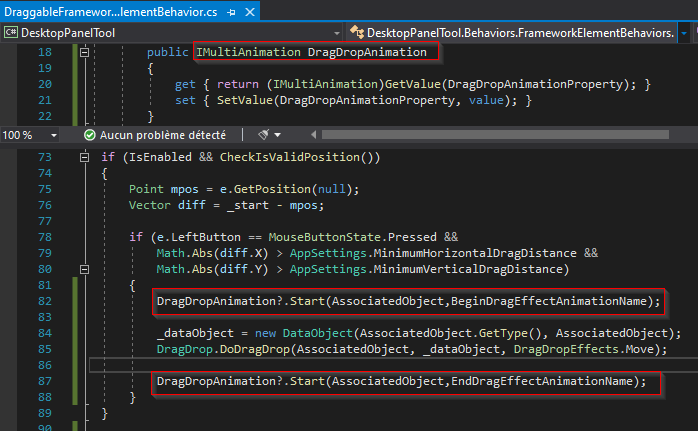 DraggableFramewor...lementBehavior.cs
DesktopPanelTool
DesktopPanelTool.Behaviors.FrameworkElementBehaviors.
18 public IMultiAnimation DragDropAnimation
19 {
20 get { return (IMultiAnimation)GetValue(DragDropAnimationProperty); }
21 set { SetValue(DragDropAnimationProperty, value); }
22 }
100 % Aucun problème détecté
73 if (IsEnabled && CheckIsValidPosition())
74 {
75 Point mpos = e.GetPosition(null);
76 Vector diff = _start - mpos;
77
78 if (e.LeftButton == MouseButtonState.Pressed &&
79 Math.Abs(diff.X) > AppSettings.MinimumHorizontalDragDistance &&
80 Math.Abs(diff.Y) > AppSettings.MinimumVerticalDragDistance)
81 {
82 DragDropAnimation?.Start(AssociatedObject,BeginDragEffectAnimationName);
83
84 _dataObject = new DataObject(AssociatedObject.GetType(), AssociatedObject);
85 DragDrop.DoDragDrop(AssociatedObject, _dataObject, DragDropEffects.Move);
86
87 DragDropAnimation?.Start(AssociatedObject,EndDragEffectAnimationName);
88 }
89 }
90